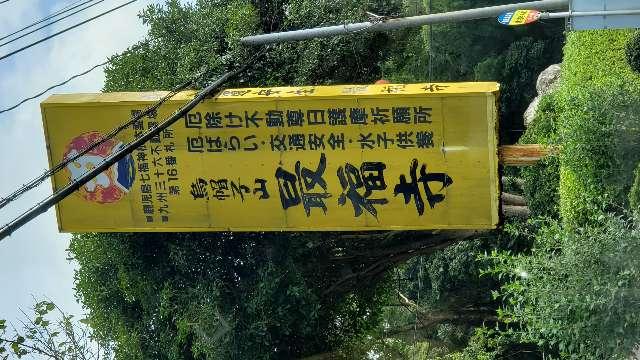 厄除け不動尊日護摩祈願所
厄ばらい・交通安全・水子供養
烏帽子山
最福寺
■九州三十六不動
第16番札所